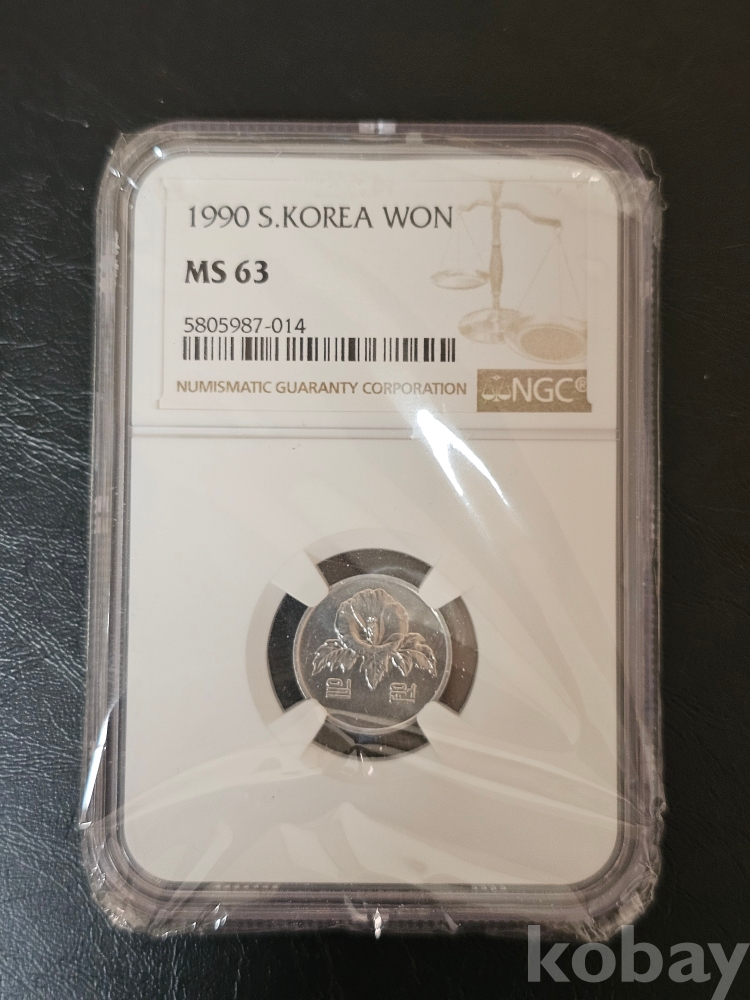 1990 S.KOREA WON
MS 63
5805987-014
NUMISMATIC GUARANTY CORPORATION NGC®
일 원
kobay